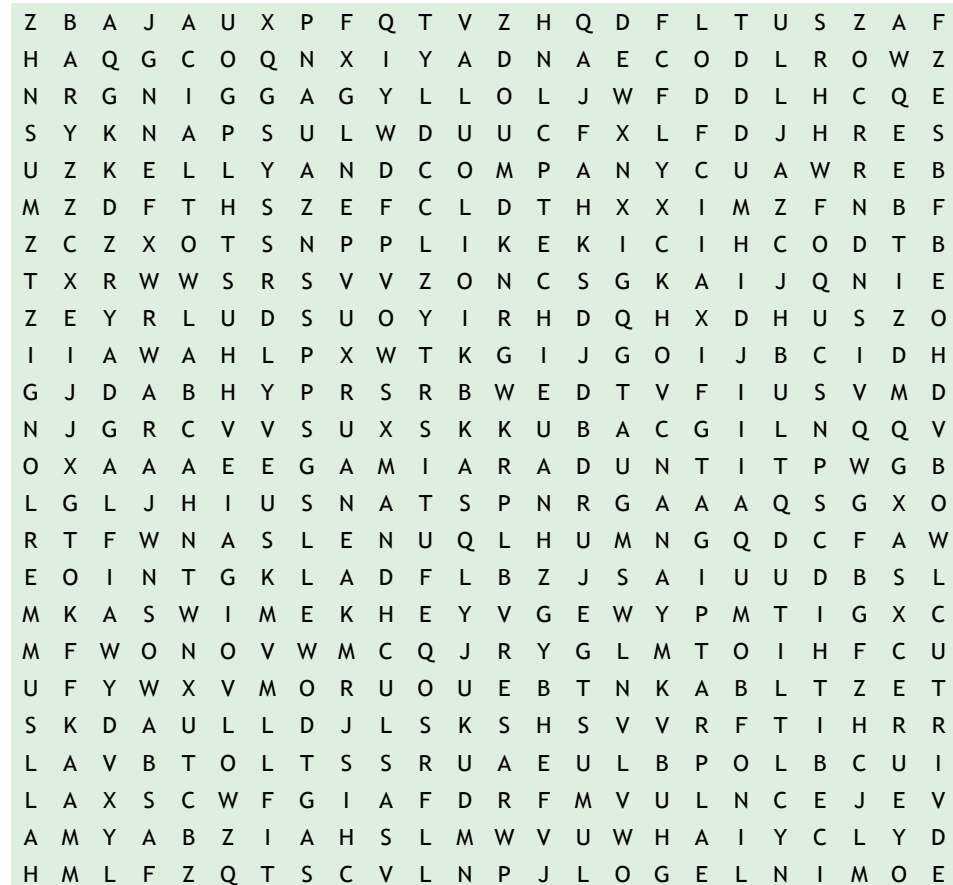 Z B A J A U X P F Q T V Z H Q D F L T U S Z A F
H A Q G C O Q N X I Y A D N A E C O D L R O W Z
N R G N I G G A G Y L L O L J W F D D L H C Q E
S Y K N A P S U L W D U U C F X L F D J H R E S
U Z K E L L Y A N D C O M P A N Y C U A W R E B
M Z D F T H S Z E F C L D T H X X I M Z F N B F
Z C Z X O T S N P P L I K E K I C I H C O D T B
T X R W W S R S V V Z O N C S G K A I J Q N I E
Z E Y R L U D S U O Y I R H D Q H X D H U S Z O
I I A W A H L P X W T K G I J G O I J B C I D H
G J D A B H Y P R S R B W E D T V F I U S V M D
N J G R C V V S U X S K K U B A C G I L N Q Q V
O X A A A E E G A M I A R A D U N T I T P W G B
L G L J H I U S N A T S P N R G A A A Q S G X O
R T F W N A S L E N U Q L H U M N G Q D C F A W
E O I N T G K L A D F L B Z J S A I U U D B S L
M K A S W I M E K H E Y V G E W Y P M T I G X C
M F W O N O V W M C Q J R Y G L M T O I H F C U
U F Y W X V M O R U O U E B T N K A B L T Z E T
S K D A U L L D J L S K S H S V V R F T I H R R
L A V B T O L T S S R U A E U L B P O L B C U I
L A X S C W F G I A F D R F M V U L N C E J E V
A M Y A B Z I A H S L M W V U W H A I Y C L Y D
H M L F Z Q T S C V L N P J L O G E L N I M O E